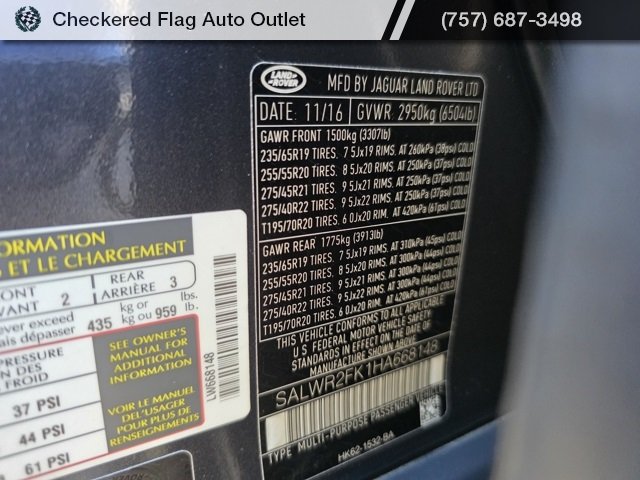 Checkered Flag Auto Outlet
(757) 687-3498
LAND ROVER
MFD BY JAGUAR LAND ROVER LTD
DATE: 11/16 GVWR 2950kg (6504lb)
GAWR FRONT 1500kg (3307lb)
235/65R19 TIRES. 7 5Jx19 RIMS. AT 260kPa (38psi) COLD
255/55R20 TIRES. 8 5Jx20 RIMS. AT 250kPa (37psi) COLD
275/45R21 TIRES. 9 5Jx21 RIMS. AT 250kPa (37psi) COLD
275/40R22 TIRES. 9 5Jx22 RIMS. AT 250kPa (37psi) COLD
T195/70R20 TIRES. 6 0Jx20 RIM. AT 420kPa (61psi) COLD
GAWR REAR 1775kg (3913lb)
235/65R19 TIRES. 7 5Jx19 RIMS. AT 310kPa (45psi) COLD
255/55R20 TIRES. 8 5Jx20 RIMS. AT 300kPa (44psi) COLD
275/45R21 TIRES. 9 5Jx21 RIMS. AT 300kPa (44psi) COLD
275/40R22 TIRES. 9 5Jx22 RIMS. AT 300kPa (44psi) COLD
T195/70R20 TIRES. 6 0Jx20 RIM. AT 420kPa (61psi) COLD
THIS VEHICLE CONFORMS TO ALL APPLICABLE
U S FEDERAL MOTOR VEHICLE SAFETY
STANDARDS IN EFFECT ON THE DATE OF
MANUFACTURE SHOWN ABOVE.
SALWR2FK1HA668148
TYPE MULTI-PURPOSE PASSENGER VEHICLE
HK62-1532-BA
FORMATION
ET LE CHARGEMENT
ONT
VANT 2
REAR
ARRIÈRE 3
ever exceed
ais dépasser 435 kg or kg ou 959 lbs. lb.
PRESSURE
FROID
37 PSI
44 PSI
61 PSI
SEE OWNER'S
MANUAL FOR
ADDITIONAL
INFORMATION
VOIR LE MANUEL
DE L'USAGER
POUR PLUS DE
RENSEIGNEMENTS
LW668148